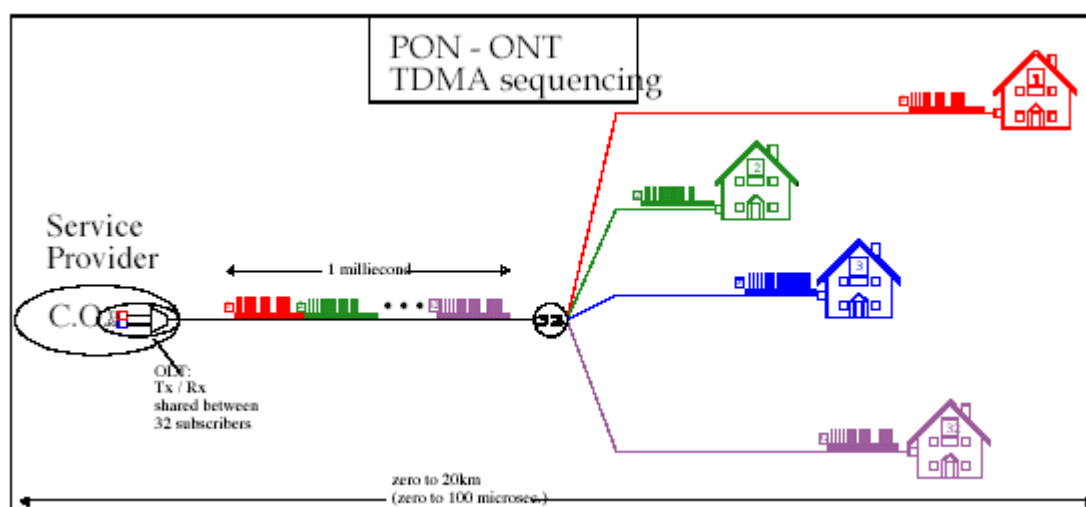 PON - ONT
TDMA sequencing
1
2
Service
Provider
3
1 milliecond
C.O.
32
OLT:
Tx / Rx
shared between
32 subscribers
32
zero to 20km
(zero to 100 microsec.)